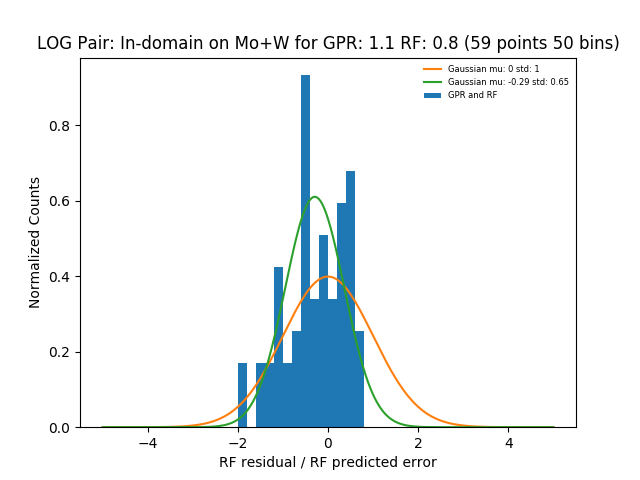 LOG Pair: In-domain on Mo+W for GPR: 1.1 RF: 0.8 (59 points 50 bins)
Gaussian mu: 0 std: 1
Gaussian mu: -0.29 std: 0.65
GPR and RF
Normalized Counts
0.8
0.6
0.4
0.2
0.0
−4
−2
0
2
4
RF residual / RF predicted error